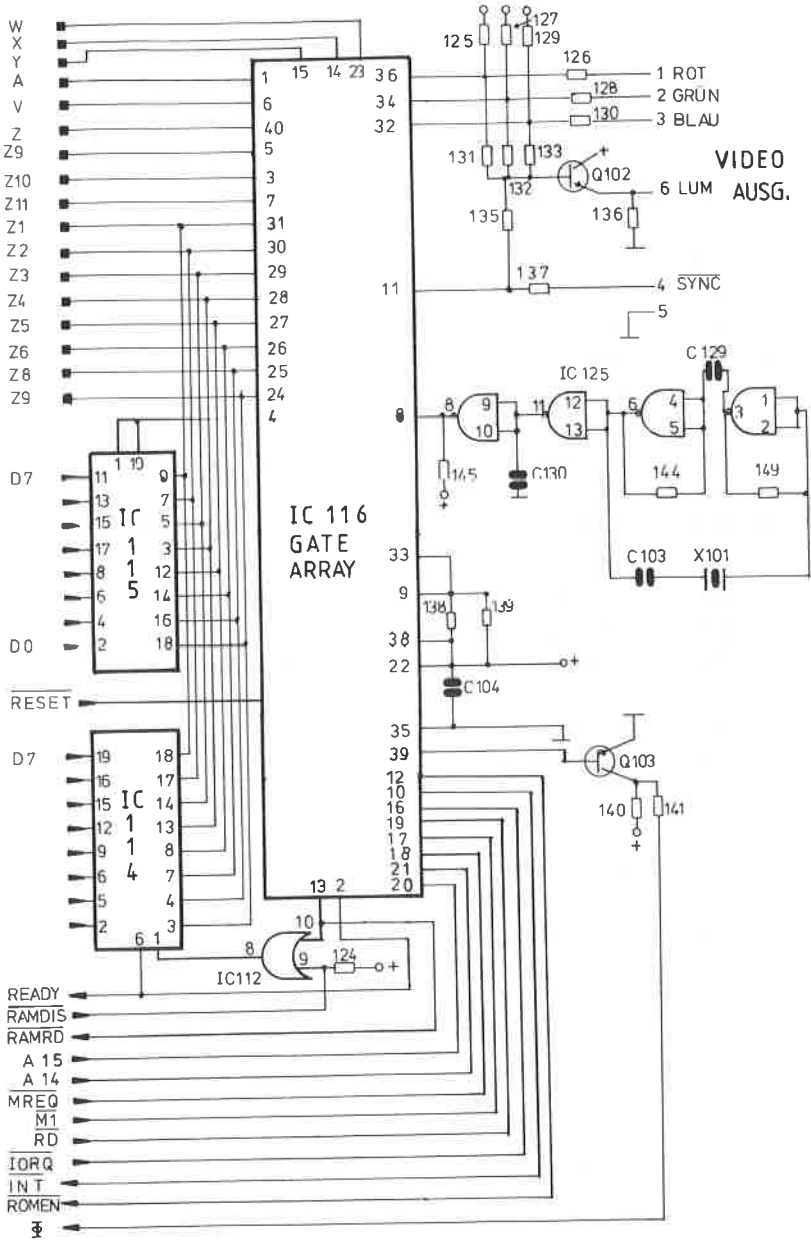 W
X
Y
A
V
Z
Z9
Z10
Z11
Z1
Z2
Z3
Z4
Z5
Z6
Z8
Z9
15 14 23
1
6
40
5
3
7
31
30
29
28
27
26
25
24
4
36
34
32
11
8
33
9
38
22
35
39
12
10
16
19
17
18
21
20
13 2
IC 116
GATE
ARRAY
125
127
129
126
128
130
1 ROT
2 GRÜN
3 BLAU
131
132
133
Q102
+
VIDEO
AUSG.
6 LUM
135
136
137
4 SYNC
5
IC 125
C 129
8
9
10
11
12
13
6
4
5
3
1
2
145
+
C130
144
149
C 103
X101
138
139
+
C104
Q103
140
141
+
D7
D0
1 19
11
13
15
17
8
6
4
2
IC
1
1
5
9
7
5
3
12
14
16
18
RESET
D7
19
16
15
12
9
6
5
2
IC
1
1
4
18
17
14
13
8
7
4
3
6 1
8
10
9
IC112
124
+
READY
RAMDIS
RAMRD
A 15
A 14
MREQ
M1
RD
IORQ
INT
ROMEN
Φ